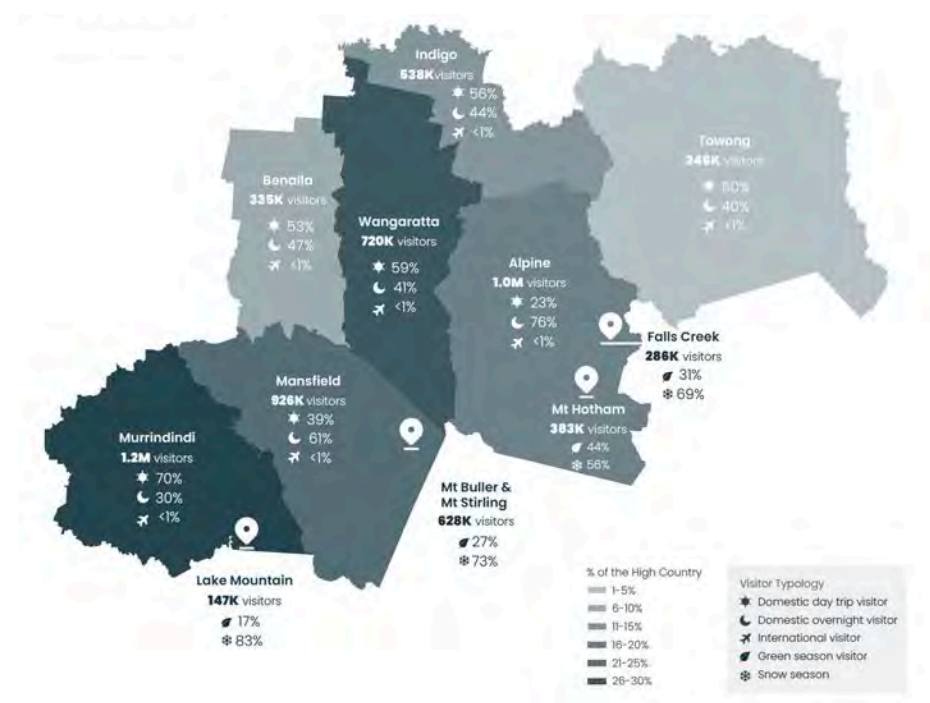 Indigo
538K visitors
56%
44%
<1%
Towong
246K visitors
60%
40%
<1%
Benalla
335K visitors
53%
47%
<1%
Wangaratta
720K visitors
59%
41%
<1%
Alpine
1.0M visitors
23%
76%
<1%
Falls Creek
286K visitors
31%
69%
Mansfield
926K visitors
39%
61%
<1%
Mt Hotham
383K visitors
44%
56%
Murrindindi
1.2M visitors
70%
30%
<1%
Mt Buller &
Mt Stirling
628K visitors
27%
73%
Lake Mountain
147K visitors
17%
83%
% of the High Country
1-5%
6-10%
11-15%
16-20%
21-25%
26-30%
Visitor Typology
Domestic day trip visitor
Domestic overnight visitor
International visitor
Green season visitor
Snow season